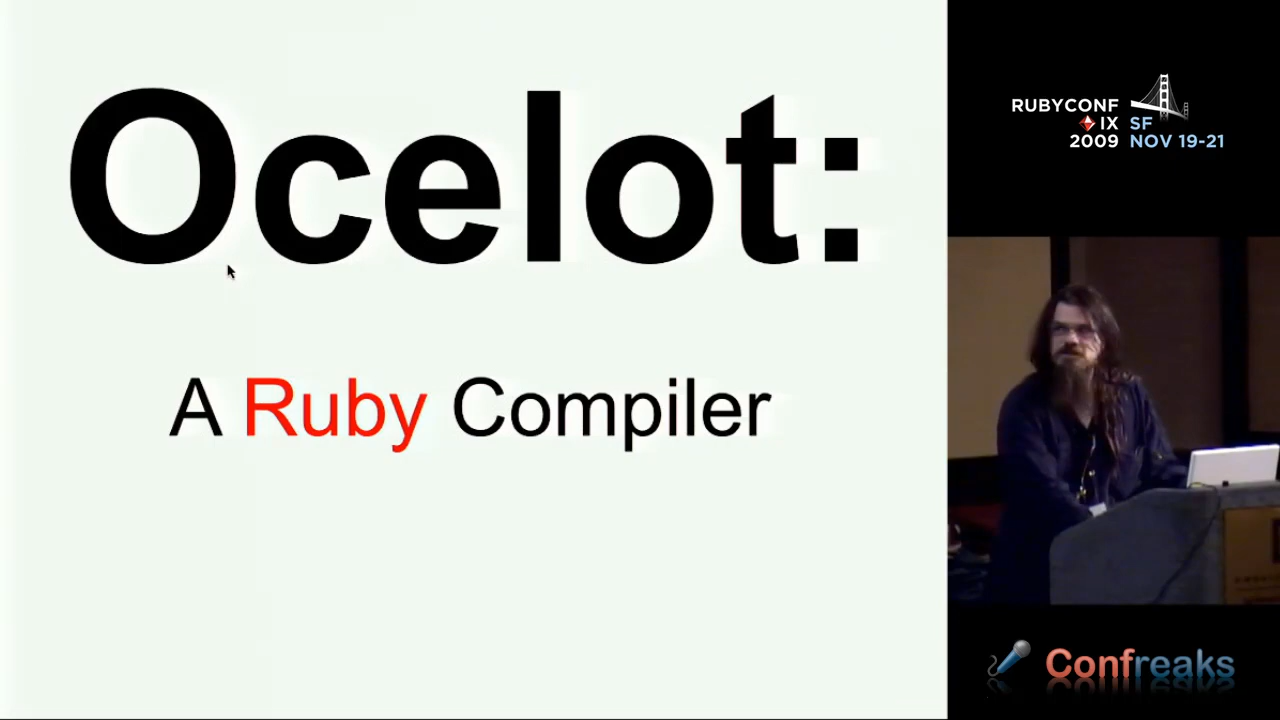 Ocelot:
A Ruby Compiler
RUBYCONF
IX SF
2009 NOV 19-21
Confreaks